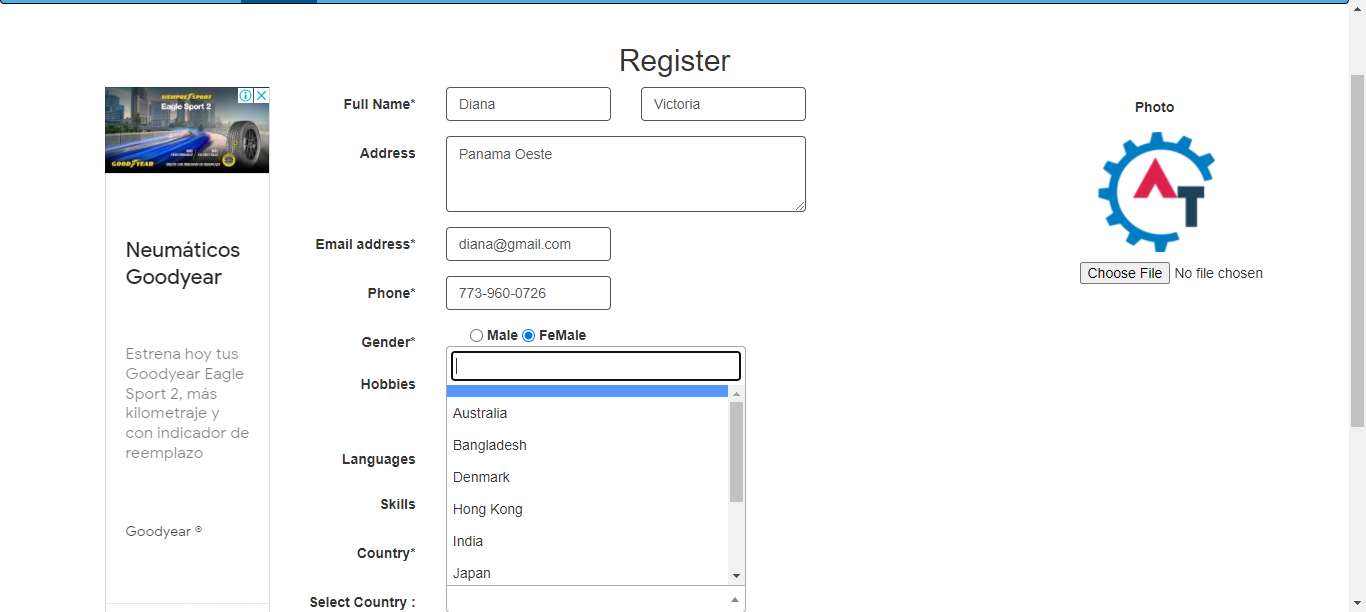 Register
SIEMPRE SPORT
Eagle Sport 2
GOODYEAR
Neumáticos
Goodyear
Estrena hoy tus
Goodyear Eagle
Sport 2, más
kilometraje y
con indicador de
reemplazo
Goodyear ®
Full Name* Diana Victoria
Address Panama Oeste
Email address* diana@gmail.com
Phone* 773-960-0726
Gender* Male FeMale
Hobbies
Languages
Skills
Country*
Select Country :
Australia
Bangladesh
Denmark
Hong Kong
India
Japan
Photo
AT
Choose File No file chosen